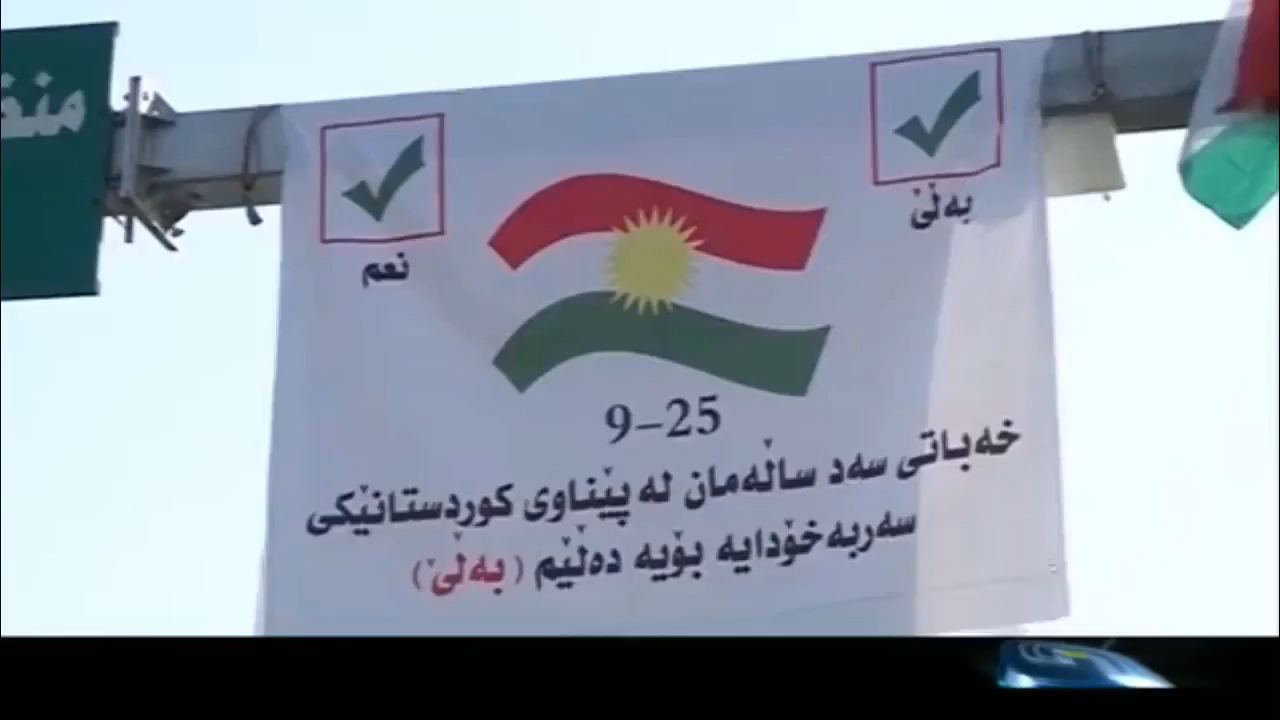 بەڵێ
نعم
9-25
خەباتی سەد ساڵەمان لە پێناوی کوردستانێکی
سەربەخۆدایە بۆیە دەڵێم (بەڵێ)